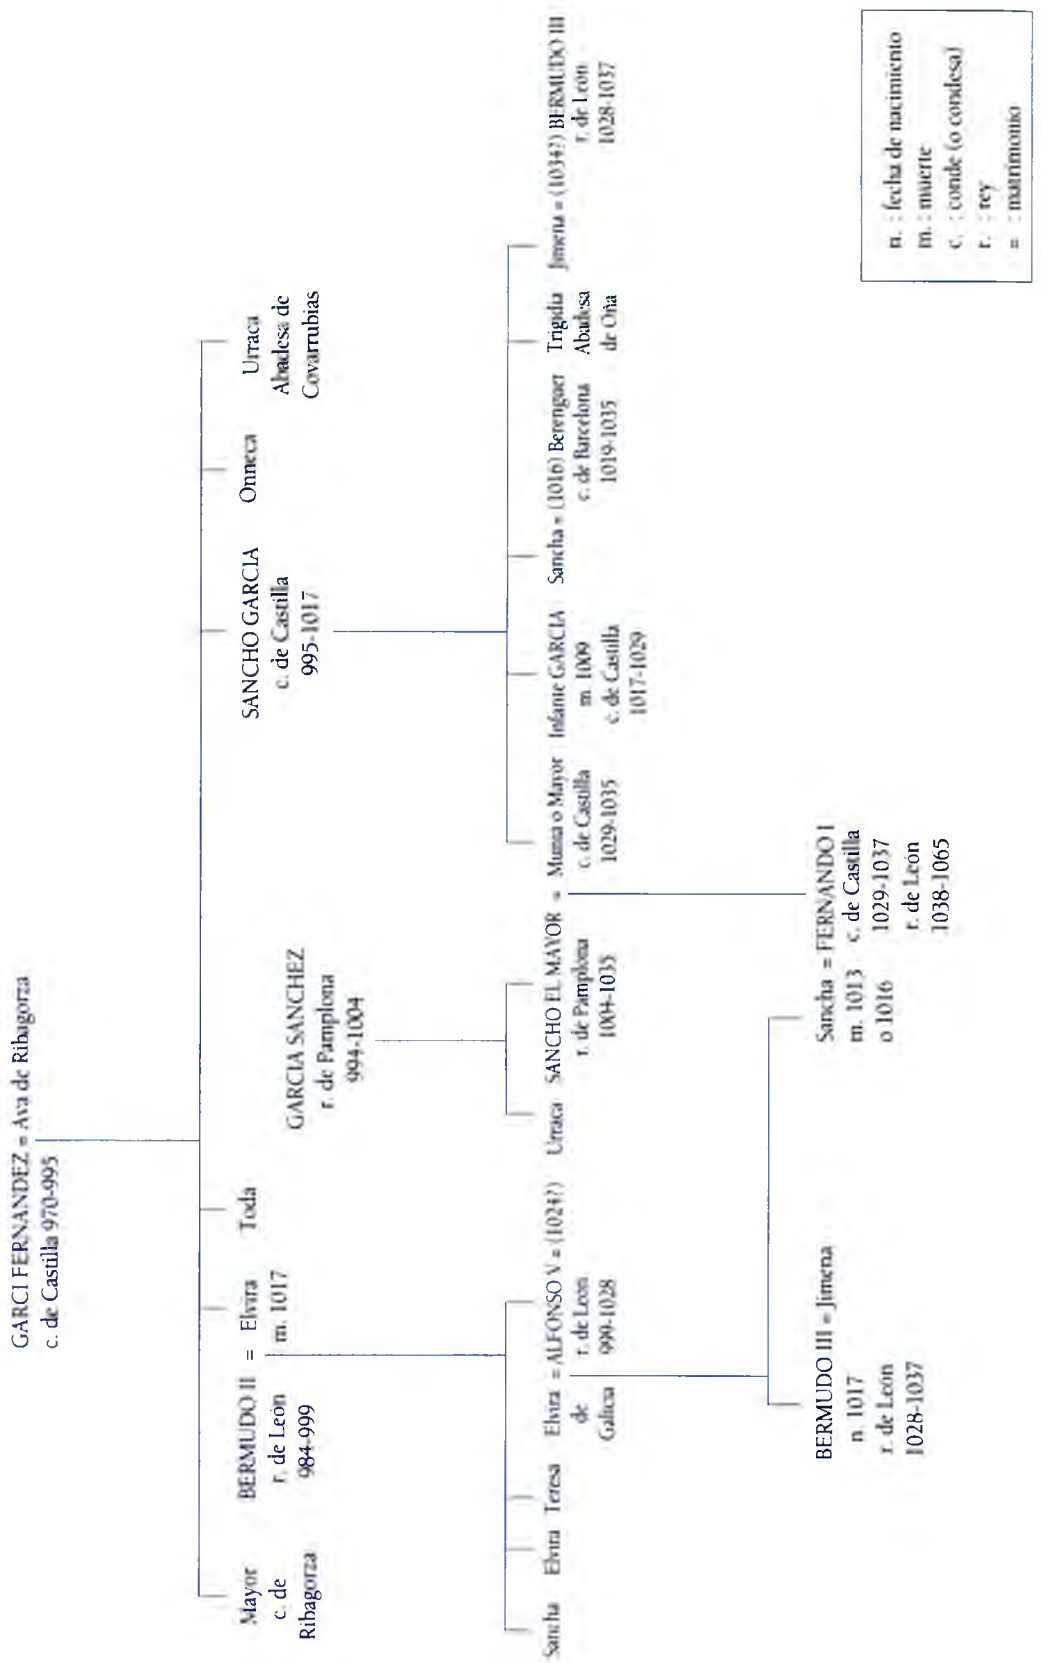 GARCI FERNANDEZ = Ava de Ribagorza
c. de Castilla 970-995
Mayor
c. de
Ribagorza
BERMUDO II = Elvira
r. de León
984-999
m. 1017
Toda
SANCHO GARCIA
c. de Castilla
995-1017
Onneca
Urraca
Abadesa de
Covarrubias
GARCIA SANCHEZ
r. de Pamplona
994-1004
Sancha
Elvira
Teresa
Elvira = ALFONSO V = (1024?) Urraca
de
Galicia
r. de León
999-1028
SANCHO EL MAYOR = Munia o Mayor
r. de Pamplona
1004-1035
c. de Castilla
1029-1035
Infante GARCIA
m. 1009
c. de Castilla
1017-1029
Sancha = (1016) Berenguer
c. de Barcelona
1019-1035
Trigidia
Abadesa
de Oña
Jimena = (1034?) BERMUDO III
r. de León
1028-1037
BERMUDO III = Jimena
n. 1017
r. de León
1028-1037
Sancha = FERNANDO I
m. 1013
o 1016
c. de Castilla
1029-1037
r. de León
1038-1065
n. : fecha de nacimiento
m. : muerte
c. : conde (o condesa)
r. : rey
= : matrimonio